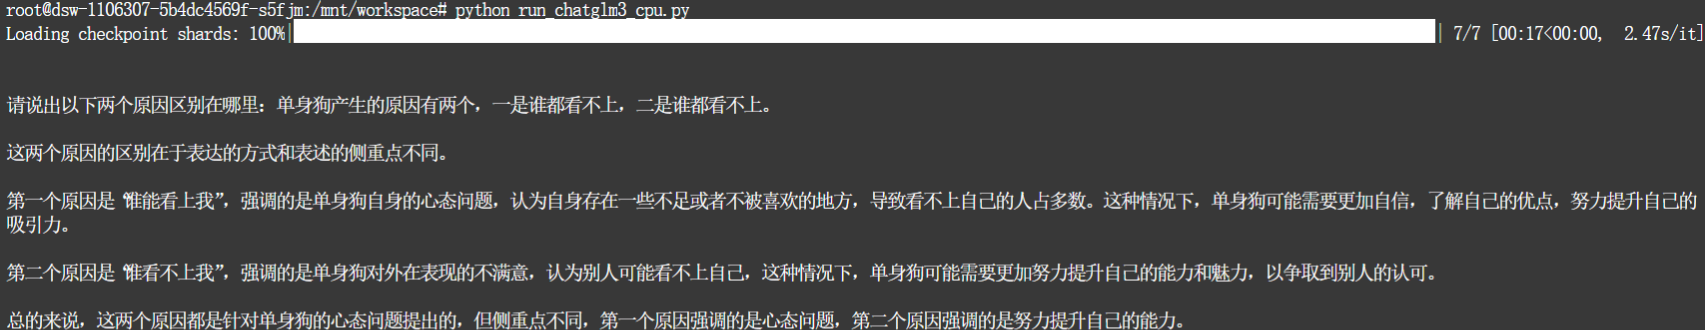 root@dsw-1106307-5b4dc4569f-s5fjm:/mnt/workspace# python run_chatglm3_cpu.py
Loading checkpoint shards: 100%| | 7/7 [00:17<00:00, 2.47s/it]
请说出以下两个原因区别在哪里：单身狗产生的原因有两个，一是谁都看不上，二是谁都看不上。
这两个原因的区别在于表达的方式和表述的侧重点不同。
第一个原因是“谁能看上我”，强调的是单身狗自身的心态问题，认为自身存在一些不足或者不被喜欢的地方，导致看不上自己的人占多数。这种情况下，单身狗可能需要更加自信，了解自己的优点，努力提升自己的
吸引力。
第二个原因是“谁看不上我”，强调的是单身狗对外在表现的不满意，认为别人可能看不上自己，这种情况下，单身狗可能需要更加努力提升自己的能力和魅力，以争取到别人的认可。
总的来说，这两个原因都是针对单身狗的心态问题提出的，但侧重点不同，第一个原因强调的是心态问题，第二个原因强调的是努力提升自己的能力。